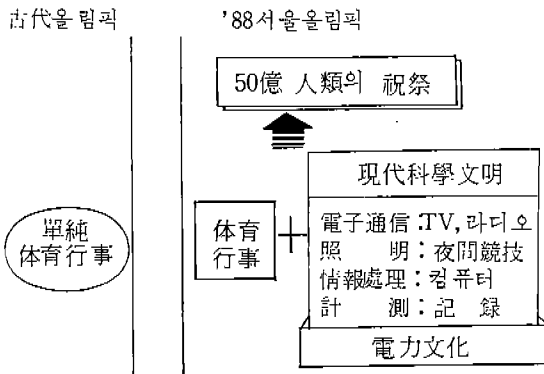 古代올림픽
'88서울올림픽
50億 人類의 祝祭
現代科學文明
單純
体育行事
体育
行事
電子通信:TV,라디오
照 明:夜間競技
情報處理:컴퓨터
計 測:記 録
電力文化